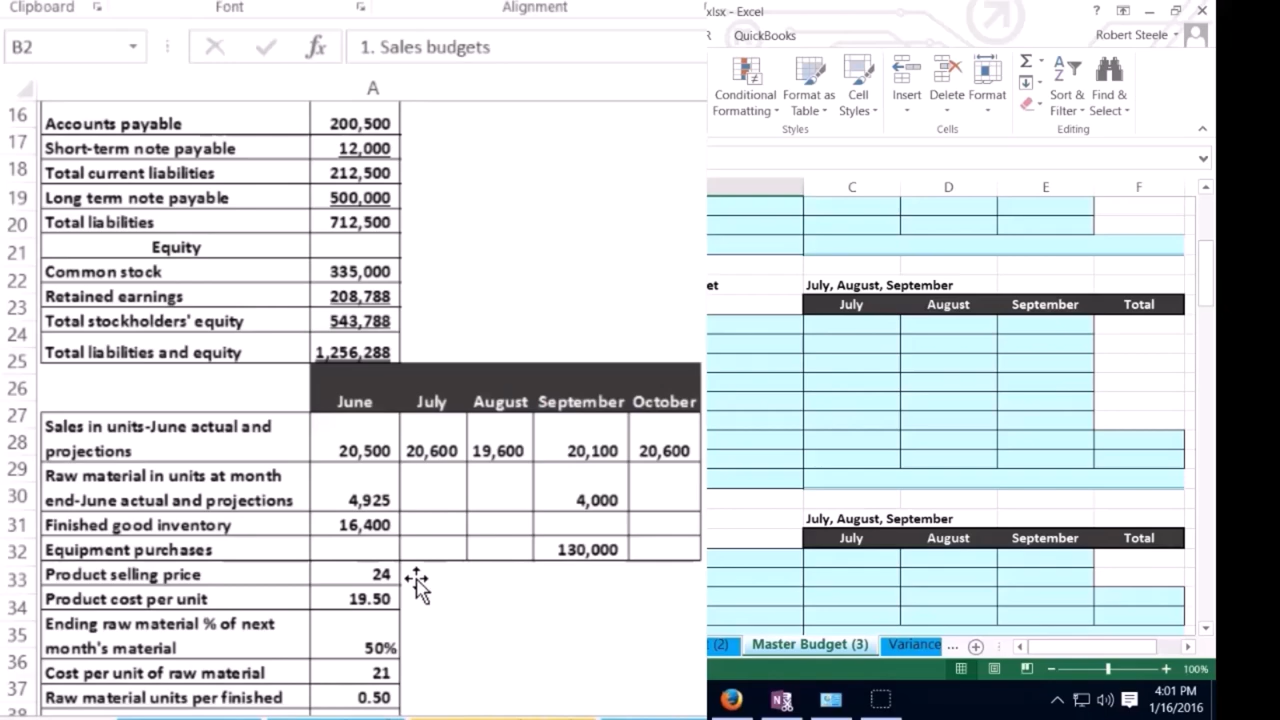 Clipboard Font Alignment
B2 fx 1. Sales budgets
A
16 Accounts payable 200,500
17 Short-term note payable 12,000
18 Total current liabilities 212,500
19 Long term note payable 500,000
20 Total liabilities 712,500
21 Equity
22 Common stock 335,000
23 Retained earnings 208,788
24 Total stockholders' equity 543,788
25 Total liabilities and equity 1,256,288
26 June July August September October
27 Sales in units-June actual and
28 projections 20,500 20,600 19,600 20,100 20,600
29 Raw material in units at month
30 end-June actual and projections 4,925 4,000
31 Finished good inventory 16,400
32 Equipment purchases 130,000
33 Product selling price 24
34 Product cost per unit 19.50
35 Ending raw material % of next
month's material 50%
36 Cost per unit of raw material 21
37 Raw material units per finished 0.50
38
xlsx - Excel ?
R QuickBooks Robert Steele
Σ
Conditional Format as Cell Insert Delete Format Sort & Find &
Formatting Table Styles Filter Select
Styles Cells Editing
C D E F
et July, August, September
July August September Total
July, August, September
July August September Total
(2) Master Budget (3) Variance ...
100%
4:01 PM
1/16/2016